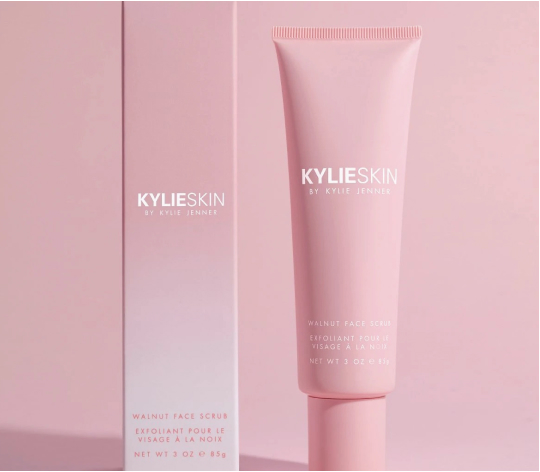 KYLIESKIN
BY KYLIE JENNER
WALNUT FACE SCRUB
EXFOLIANT POUR LE
VISAGE À LA NOIX
NET WT 3 OZ ℮ 85g
KYLIESKIN
BY KYLIE JENNER
WALNUT FACE SCRUB
EXFOLIANT POUR LE
VISAGE À LA NOIX
NET WT 3 OZ ℮ 85g